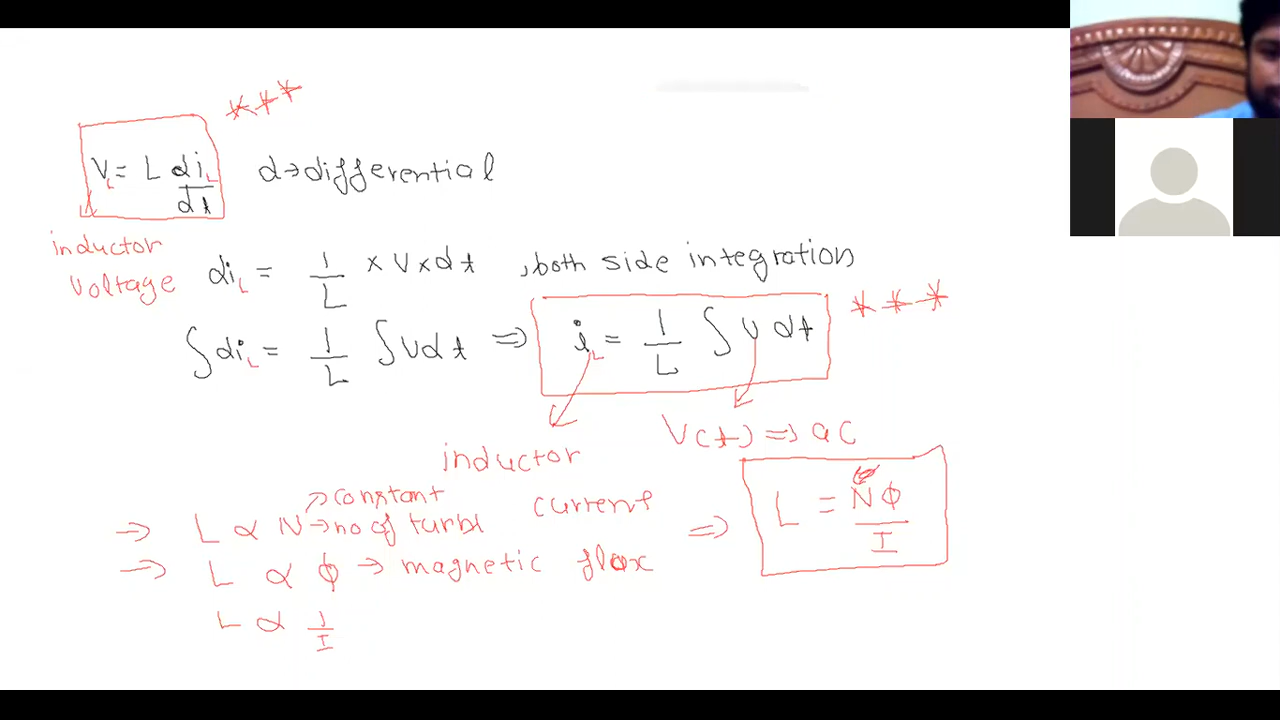 ***
V_L = L di_L/dt d→differential
inductor voltage
di_L = 1/L × V × dt , both side integration
∫di_L = 1/L ∫Vdt ⇒ i_L = 1/L ∫ V dt ***
V(t) ⇒ ac
inductor current
→constant
⇒ L ∝ N → no of turns
⇒ L ∝ ϕ → magnetic flux
L ∝ 1/I
⇒ L = Nϕ/I